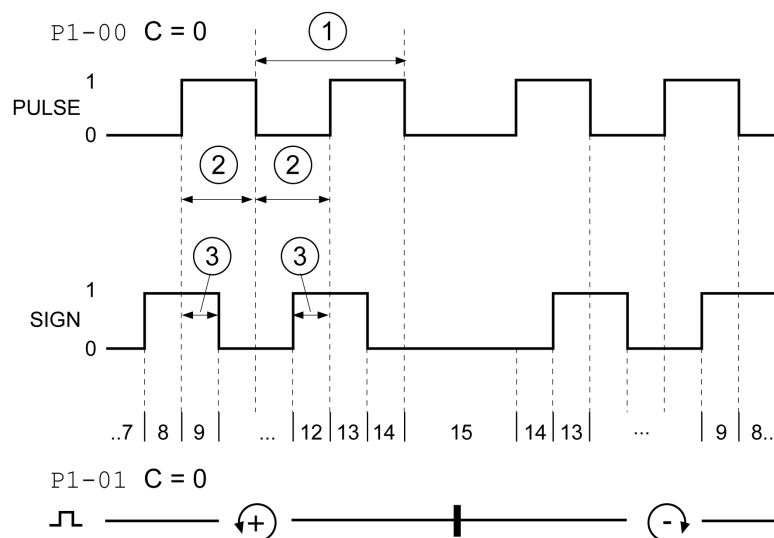 P1-00 C = 0
1
1
PULSE
0
2 2
3 3
1
SIGN
0
..7 8 9 ... 12 13 14 15 14 13 ... 9 8..
P1-01 C = 0
+ -